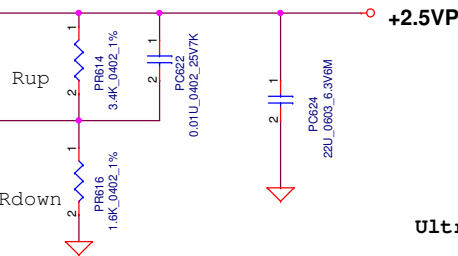 +2.5VP
1
2
Rup
PR614
3.4K_0402_1%
1
2
PC622
0.01U_0402_25V7K
1
2
PC624
22U_0603_6.3V6M
1
2
Rdown
PR616
1.6K_0402_1%
Ultr